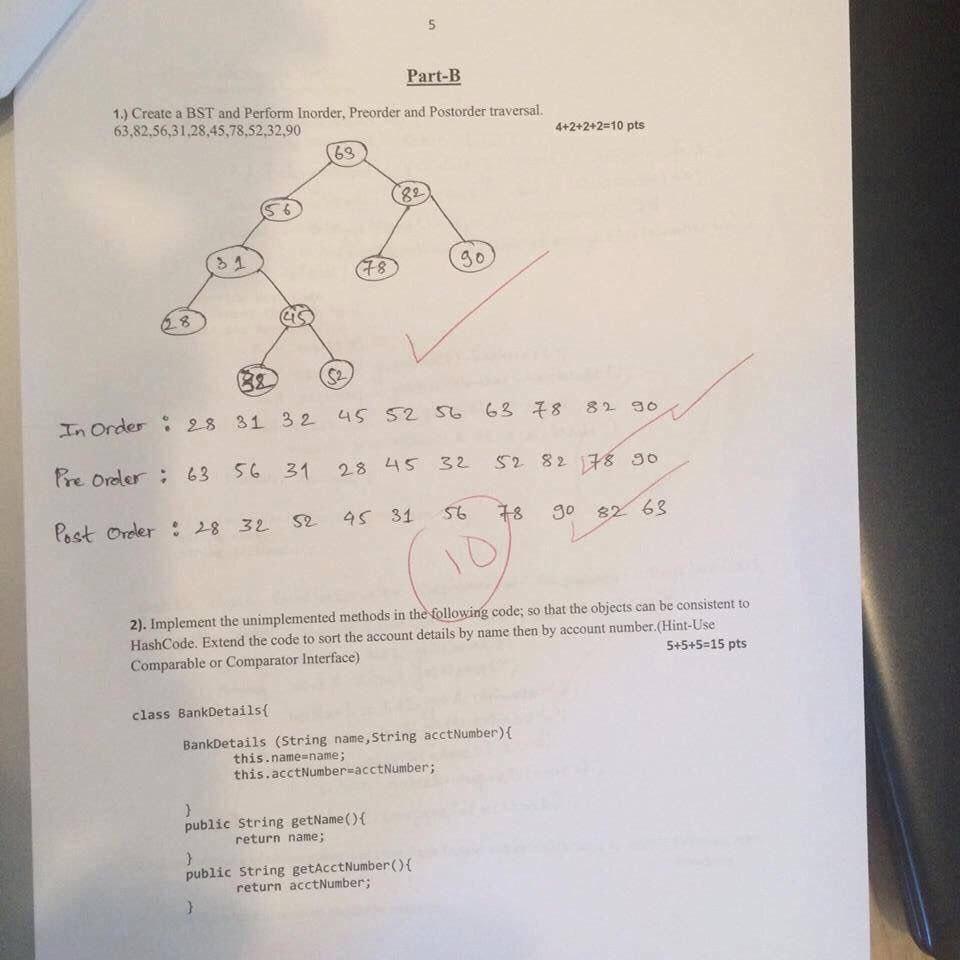 5
Part-B
1.) Create a BST and Perform Inorder, Preorder and Postorder traversal.
63,82,56,31,28,45,78,52,32,90 4+2+2+2=10 pts
63
56 82
31 78 90
28 45
32 52
In Order : 28 31 32 45 52 56 63 78 82 90
Pre Order : 63 56 31 28 45 32 52 82 78 90
Post Order : 28 32 52 45 31 56 78 90 82 63
10
2). Implement the unimplemented methods in the following code; so that the objects can be consistent to
HashCode. Extend the code to sort the account details by name then by account number.(Hint-Use
Comparable or Comparator Interface) 5+5+5=15 pts
class BankDetails{
BankDetails (String name,String acctNumber){
this.name=name;
this.acctNumber=acctNumber;
}
public String getName(){
return name;
}
public String getAcctNumber(){
return acctNumber;
}